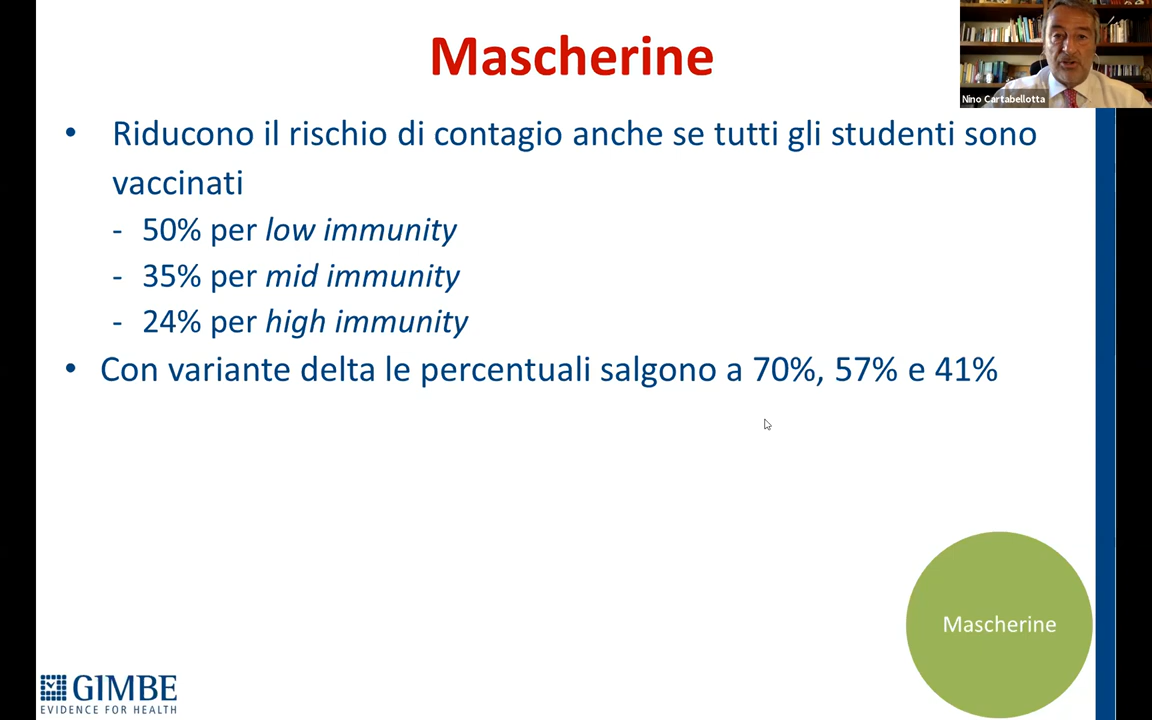 Mascherine
Nino Cartabellotta
• Riducono il rischio di contagio anche se tutti gli studenti sono
vaccinati
- 50% per low immunity
- 35% per mid immunity
- 24% per high immunity
• Con variante delta le percentuali salgono a 70%, 57% e 41%
Mascherine
GIMBE
EVIDENCE FOR HEALTH